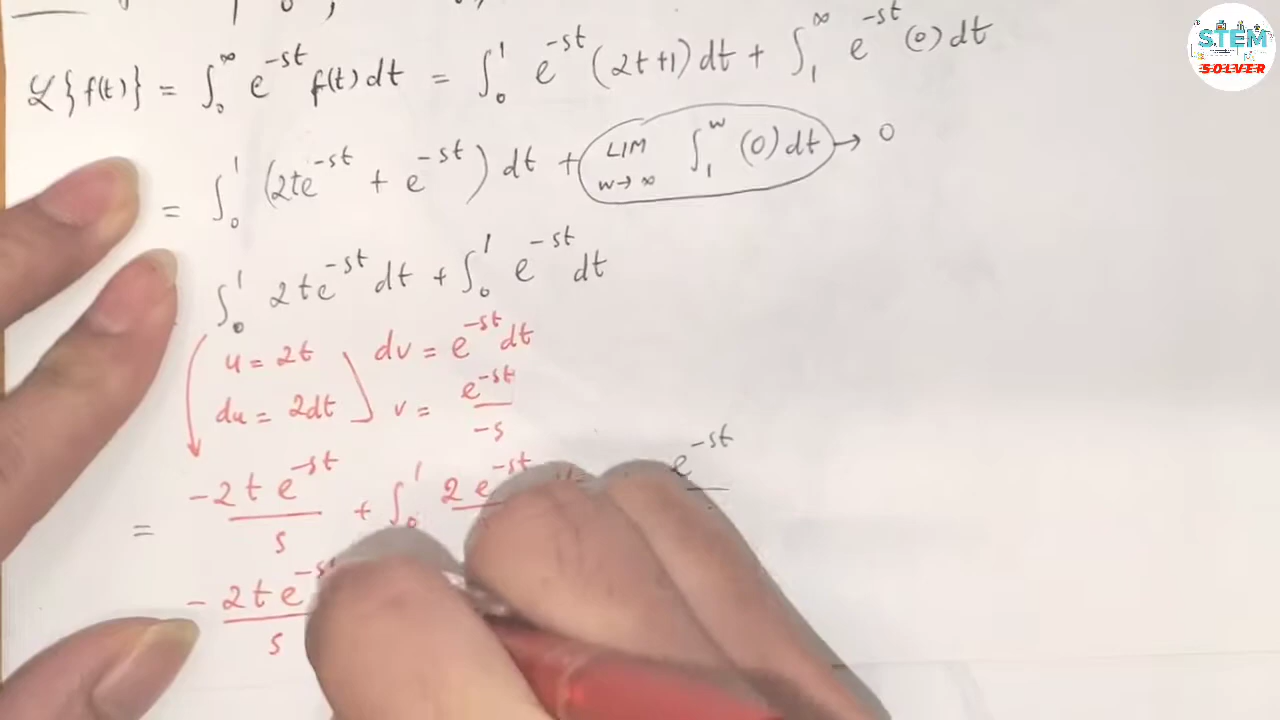 ℒ{f(t)} = ∫₀^∞ e^{-st} f(t) dt = ∫₀^1 e^{-st} (2t+1) dt + ∫₁^∞ e^{-st} (0) dt
= ∫₀^1 (2te^{-st} + e^{-st}) dt + LIM w→∞ ∫₁^w (0) dt → 0
∫₀^1 2te^{-st} dt + ∫₀^1 e^{-st} dt
u = 2t dv = e^{-st} dt
du = 2dt v = e^{-st}/-s
= -2te^{-st}/s + ∫₀^1 2e^{-st} e^{-st}
- 2te^{-s}/s
STEM
SOLVER